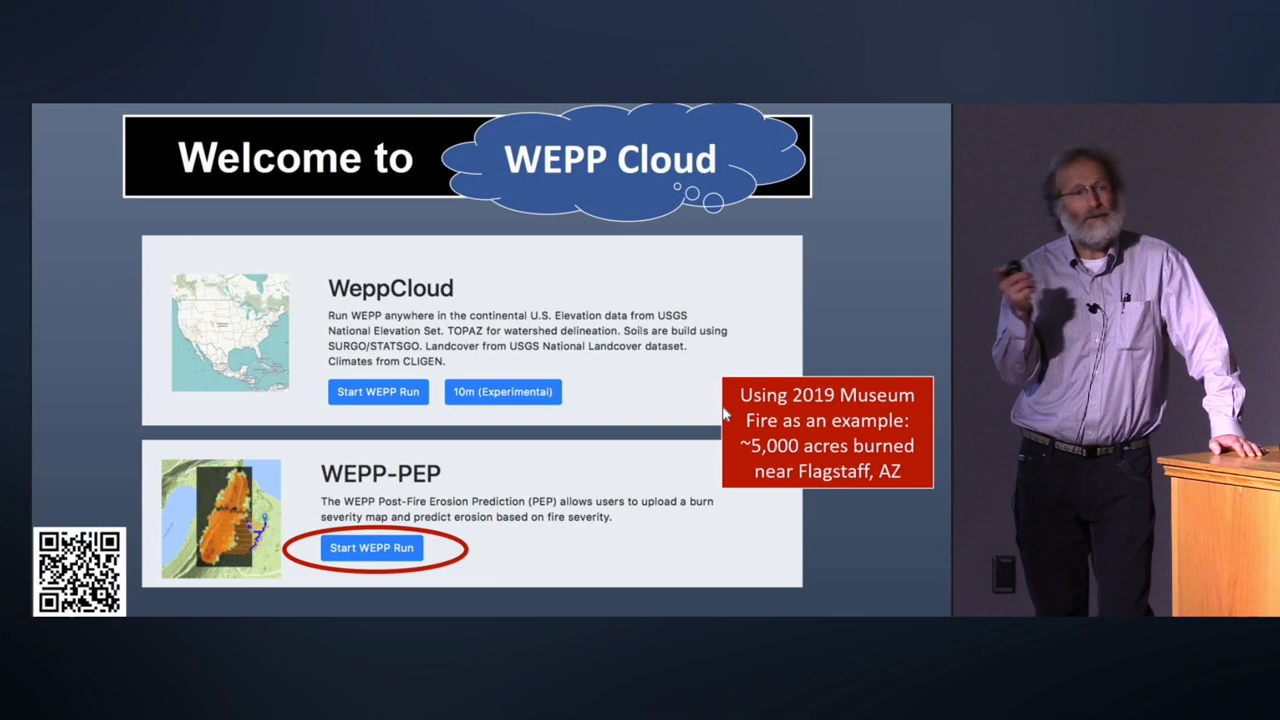 Welcome to WEPP Cloud
WeppCloud
Run WEPP anywhere in the continental U.S. Elevation data from USGS
National Elevation Set. TOPAZ for watershed delineation. Soils are build using
SURGO/STATSGO. Landcover from USGS National Landcover dataset.
Climates from CLIGEN.
Start WEPP Run 10m (Experimental)
Using 2019 Museum
Fire as an example:
~5,000 acres burned
near Flagstaff, AZ
WEPP-PEP
The WEPP Post-Fire Erosion Prediction (PEP) allows users to upload a burn
severity map and predict erosion based on fire severity.
Start WEPP Run